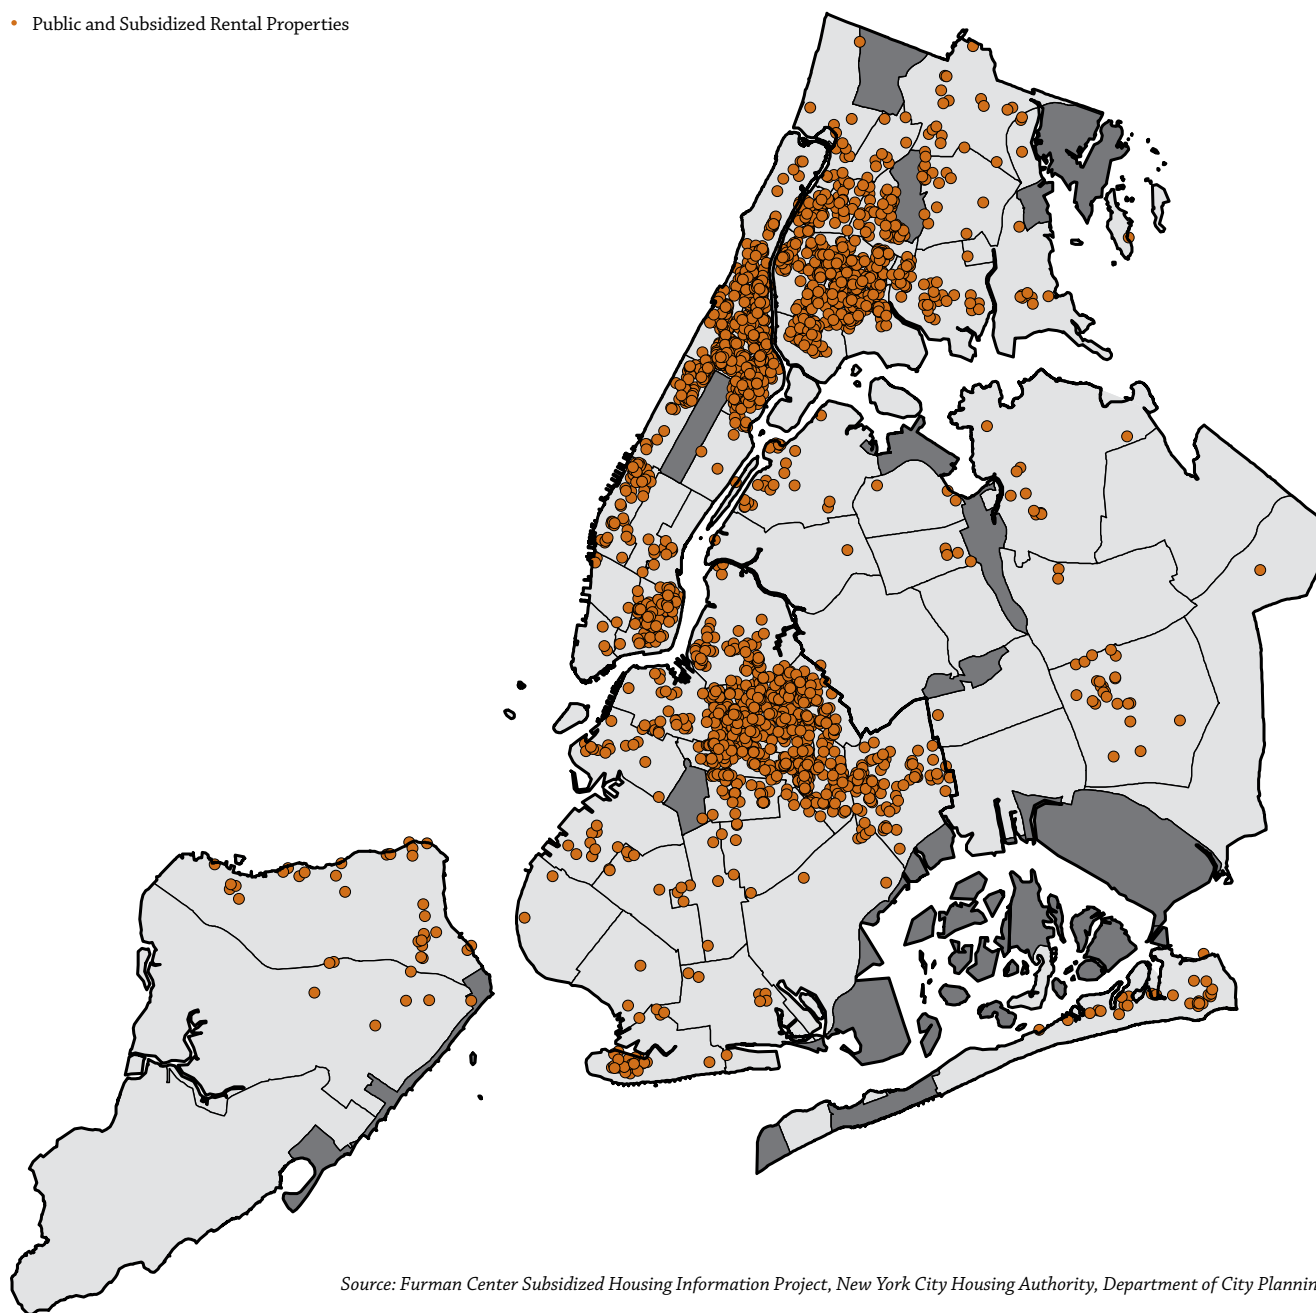 Public and Subsidized Rental Properties
Source: Furman Center Subsidized Housing Information Project, New York City Housing Authority, Department of City Plannin